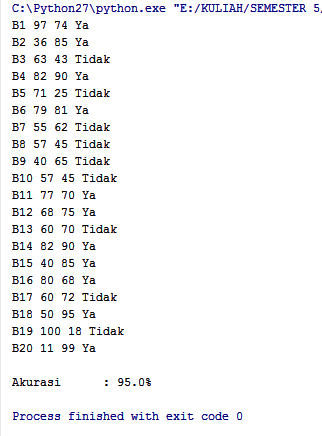 C:\Python27\python.exe "E:/KULIAH/SEMESTER 5,
B1 97 74 Ya
B2 36 85 Ya
B3 63 43 Tidak
B4 82 90 Ya
B5 71 25 Tidak
B6 79 81 Ya
B7 55 62 Tidak
B8 57 45 Tidak
B9 40 65 Tidak
B10 57 45 Tidak
B11 77 70 Ya
B12 68 75 Ya
B13 60 70 Tidak
B14 82 90 Ya
B15 40 85 Ya
B16 80 68 Ya
B17 60 72 Tidak
B18 50 95 Ya
B19 100 18 Tidak
B20 11 99 Ya
Akurasi : 95.0%
Process finished with exit code 0